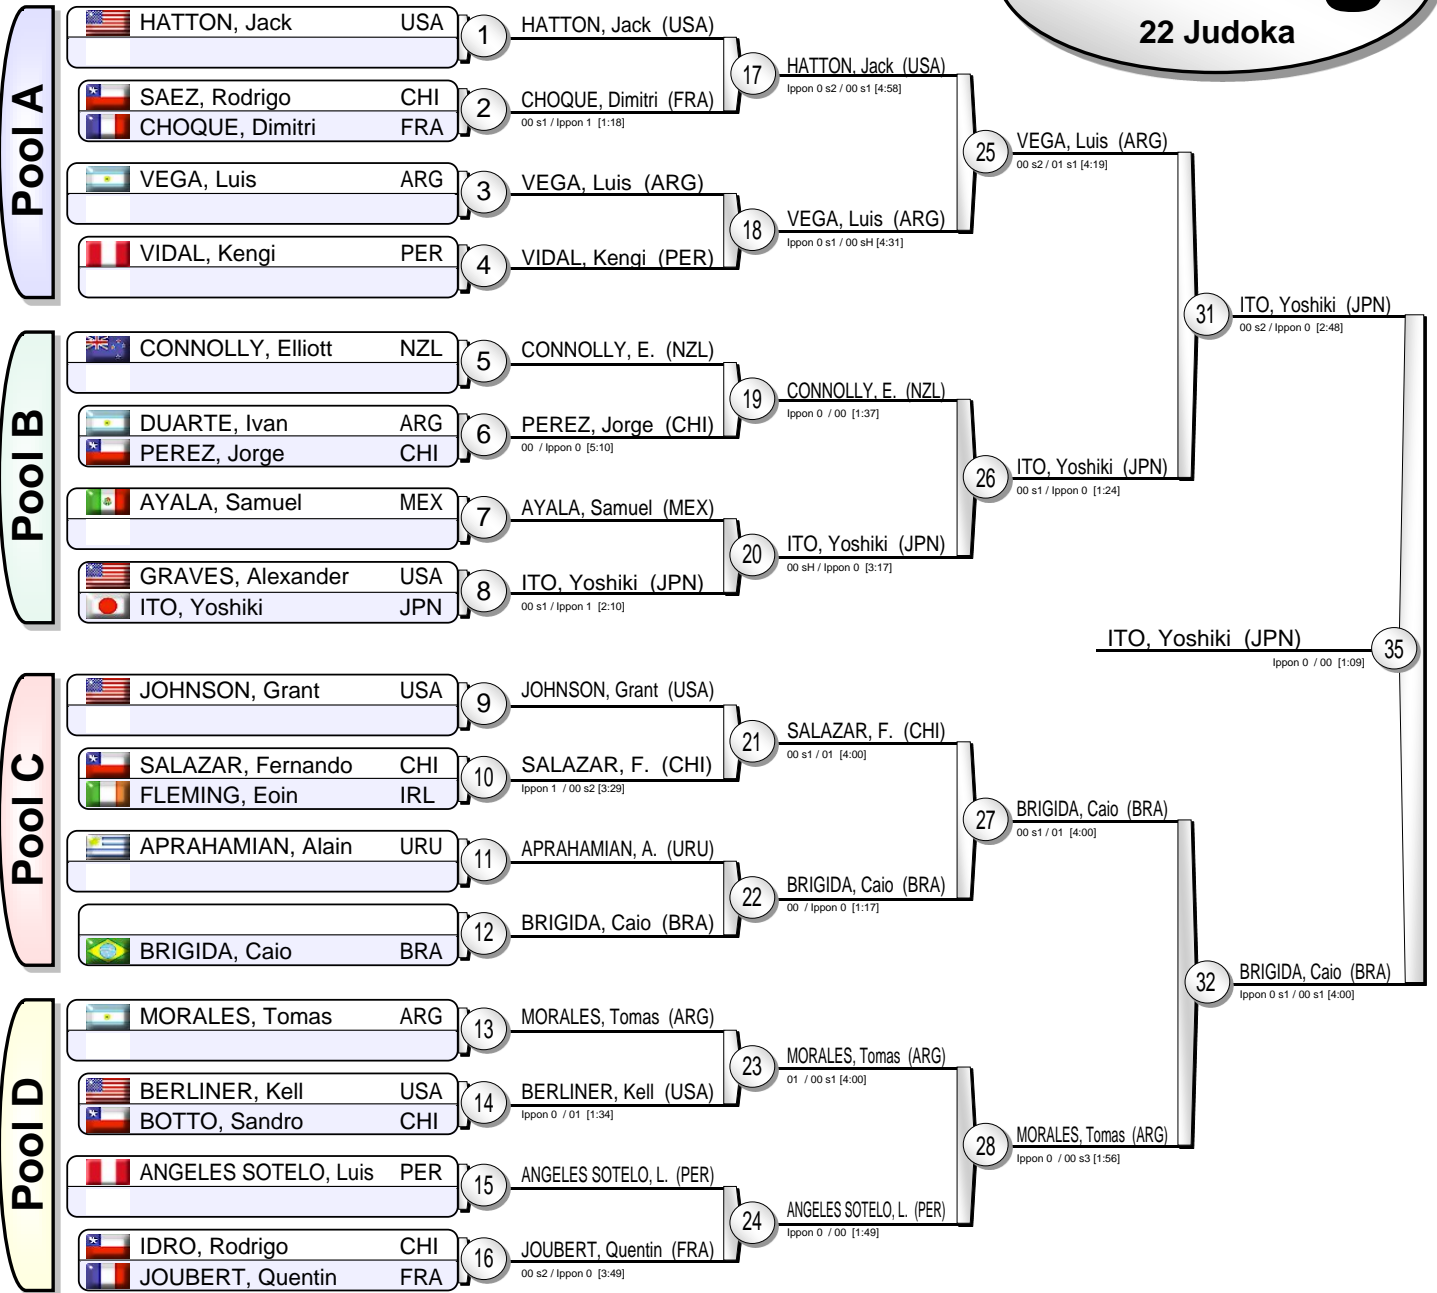 22 Judoka
Pool A
HATTON, Jack USA
1
HATTON, Jack (USA)
SAEZ, Rodrigo CHI
CHOQUE, Dimitri FRA
2
CHOQUE, Dimitri (FRA)
00 s1 / Ippon 1 [1:18]
17
HATTON, Jack (USA)
Ippon 0 s2 / 00 s1 [4:58]
VEGA, Luis ARG
3
VEGA, Luis (ARG)
VIDAL, Kengi PER
4
VIDAL, Kengi (PER)
18
VEGA, Luis (ARG)
Ippon 0 s1 / 00 sH [4:31]
25
VEGA, Luis (ARG)
00 s2 / 01 s1 [4:19]
Pool B
CONNOLLY, Elliott NZL
5
CONNOLLY, E. (NZL)
DUARTE, Ivan ARG
PEREZ, Jorge CHI
6
PEREZ, Jorge (CHI)
00 / Ippon 0 [5:10]
19
CONNOLLY, E. (NZL)
Ippon 0 / 00 [1:37]
AYALA, Samuel MEX
7
AYALA, Samuel (MEX)
GRAVES, Alexander USA
ITO, Yoshiki JPN
8
ITO, Yoshiki (JPN)
00 s1 / Ippon 1 [2:10]
20
ITO, Yoshiki (JPN)
00 sH / Ippon 0 [3:17]
26
ITO, Yoshiki (JPN)
00 s1 / Ippon 0 [1:24]
31
ITO, Yoshiki (JPN)
00 s2 / Ippon 0 [2:48]
ITO, Yoshiki (JPN)
Ippon 0 / 00 [1:09]
35
Pool C
JOHNSON, Grant USA
9
JOHNSON, Grant (USA)
SALAZAR, Fernando CHI
FLEMING, Eoin IRL
10
SALAZAR, F. (CHI)
Ippon 1 / 00 s2 [3:29]
21
SALAZAR, F. (CHI)
00 s1 / 01 [4:00]
APRAHAMIAN, Alain URU
11
APRAHAMIAN, A. (URU)
BRIGIDA, Caio BRA
12
BRIGIDA, Caio (BRA)
22
BRIGIDA, Caio (BRA)
00 / Ippon 0 [1:17]
27
BRIGIDA, Caio (BRA)
00 s1 / 01 [4:00]
Pool D
MORALES, Tomas ARG
13
MORALES, Tomas (ARG)
BERLINER, Kell USA
BOTTO, Sandro CHI
14
BERLINER, Kell (USA)
Ippon 0 / 01 [1:34]
23
MORALES, Tomas (ARG)
01 / 00 s1 [4:00]
ANGELES SOTELO, Luis PER
15
ANGELES SOTELO, L. (PER)
IDRO, Rodrigo CHI
JOUBERT, Quentin FRA
16
JOUBERT, Quentin (FRA)
00 s2 / Ippon 0 [3:49]
24
ANGELES SOTELO, L. (PER)
Ippon 0 / 00 [1:49]
28
MORALES, Tomas (ARG)
Ippon 0 / 00 s3 [1:56]
32
BRIGIDA, Caio (BRA)
Ippon 0 s1 / 00 s1 [4:00]